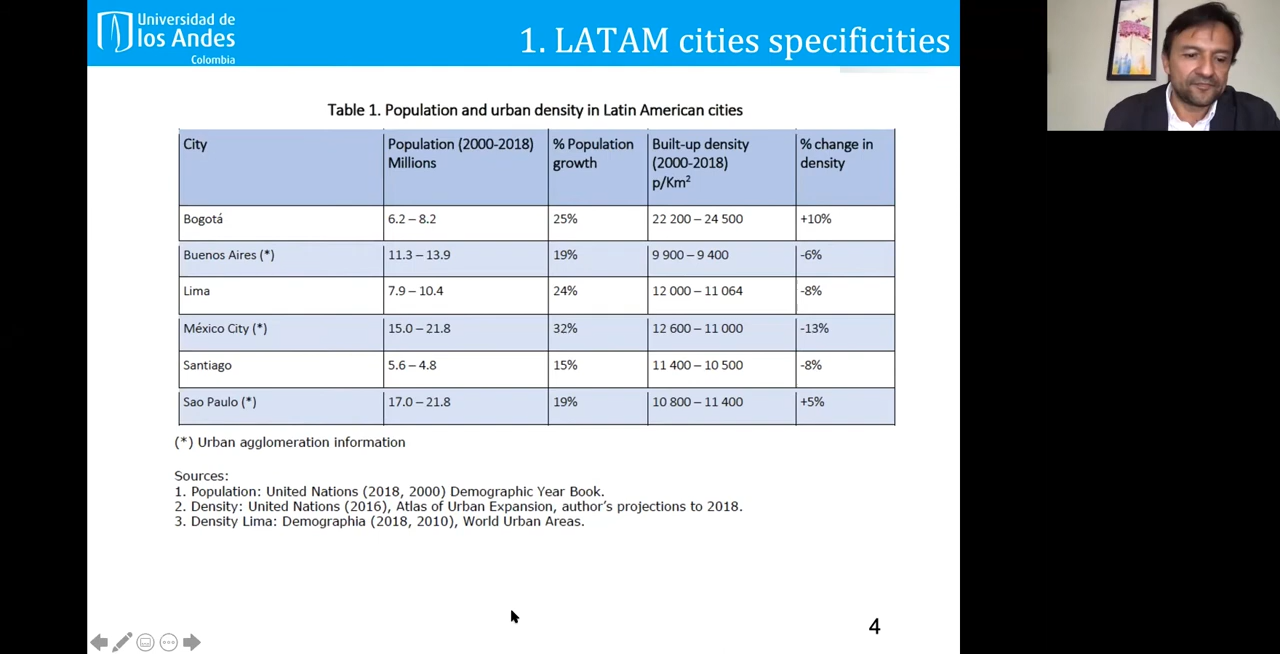 Universidad de
los Andes
Colombia
1. LATAM cities specificities
Table 1. Population and urban density in Latin American cities
City Population (2000-2018) Millions % Population growth Built-up density (2000-2018) p/Km² % change in density
Bogotá 6.2 – 8.2 25% 22 200 – 24 500 +10%
Buenos Aires (*) 11.3 – 13.9 19% 9 900 – 9 400 -6%
Lima 7.9 – 10.4 24% 12 000 – 11 064 -8%
México City (*) 15.0 – 21.8 32% 12 600 – 11 000 -13%
Santiago 5.6 – 4.8 15% 11 400 – 10 500 -8%
Sao Paulo (*) 17.0 – 21.8 19% 10 800 – 11 400 +5%
(*) Urban agglomeration information
Sources:
1. Population: United Nations (2018, 2000) Demographic Year Book.
2. Density: United Nations (2016), Atlas of Urban Expansion, author's projections to 2018.
3. Density Lima: Demographia (2018, 2010), World Urban Areas.
4